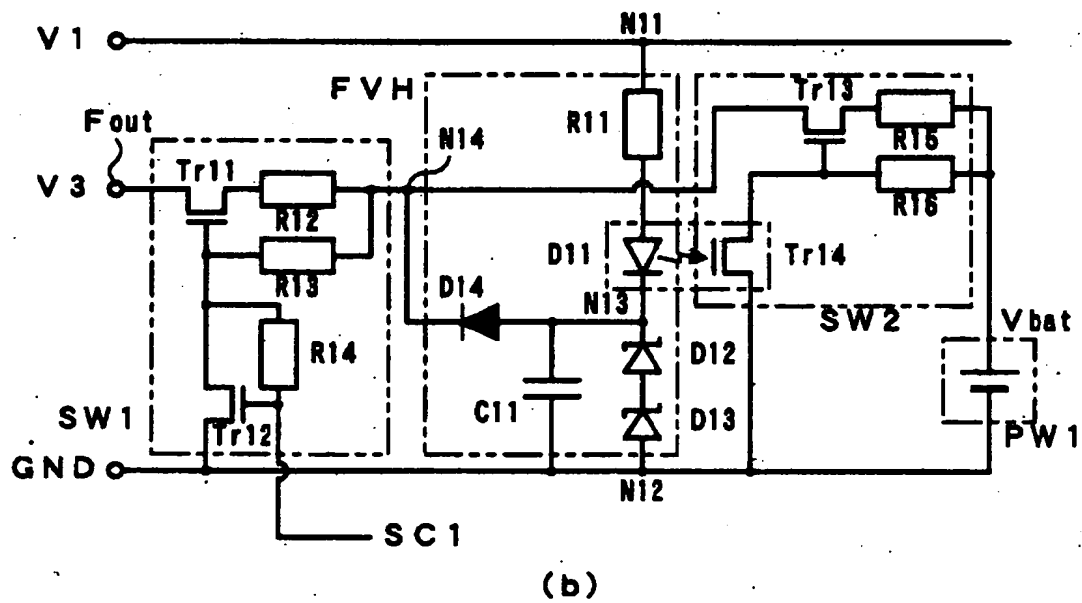 N11
V1
FVH
Tr13
R11
R15
Fout
N14
Tr11
V3
R12
R16
R13
D11
Tr14
D14
N13
SW2
Vbat
R14
D12
C11
D13
SW1
Tr12
PW1
GND
N12
SC1
(b)